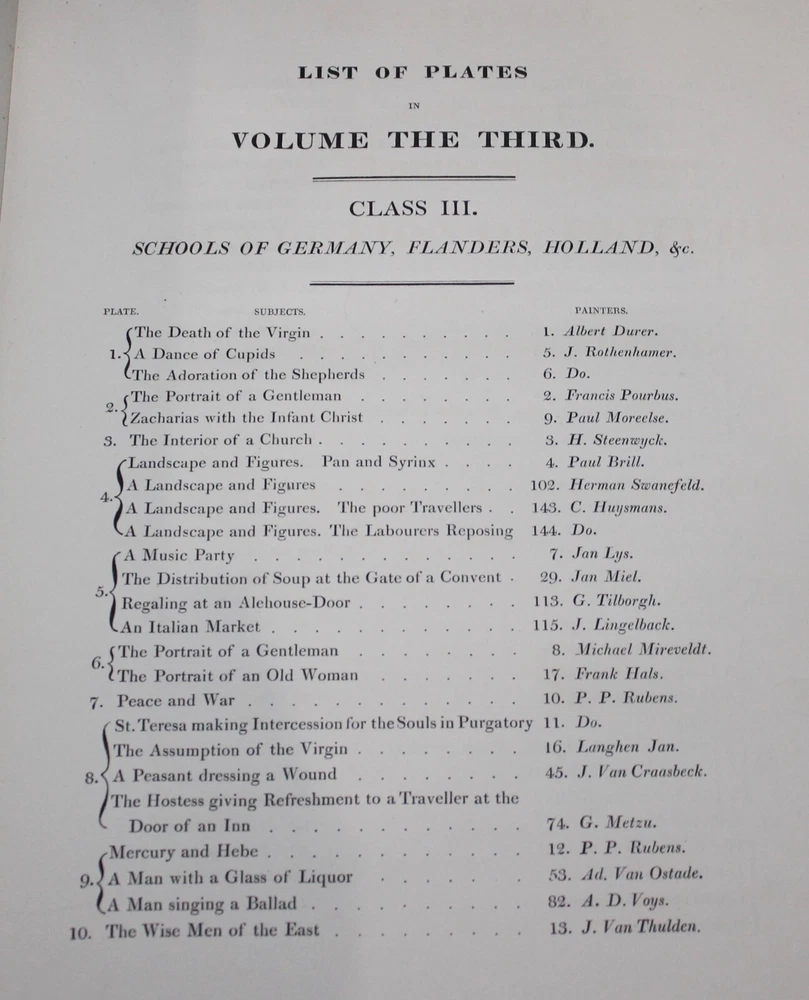 LIST OF PLATES
IN
VOLUME THE THIRD.
CLASS III.
SCHOOLS OF GERMANY, FLANDERS, HOLLAND, &c.
PLATE. SUBJECTS. PAINTERS.
The Death of the Virgin . . . . . . . . . . 1. Albert Durer.
1. A Dance of Cupids . . . . . . . . . . . 5. J. Rothenhamer.
The Adoration of the Shepherds . . . . . . . 6. Do.
2. The Portrait of a Gentleman . . . . . . . 2. Francis Pourbus.
Zacharias with the Infant Christ . . . . . . 9. Paul Moreelse.
3. The Interior of a Church . . . . . . . . . . 3. H. Steenwyck.
Landscape and Figures. Pan and Syrinx . . . . 4. Paul Brill.
4. A Landscape and Figures . . . . . . . . . 102. Herman Swanefeld.
A Landscape and Figures. The poor Travellers . . 143. C. Huysmans.
A Landscape and Figures. The Labourers Reposing 144. Do.
A Music Party . . . . . . . . . . . . 7. Jan Lys.
5. The Distribution of Soup at the Gate of a Convent . 29. Jan Miel.
Regaling at an Alehouse-Door . . . . . . . . 113. G. Tilborgh.
An Italian Market . . . . . . . . . . . . 115. J. Lingelback.
6. The Portrait of a Gentleman . . . . . . . 8. Michael Mireveldt.
The Portrait of an Old Woman . . . . . . 17. Frank Hals.
7. Peace and War . . . . . . . . . . . . . 10. P. P. Rubens.
St. Teresa making Intercession for the Souls in Purgatory 11. Do.
The Assumption of the Virgin . . . . . . . . 16. Langhen Jan.
8. A Peasant dressing a Wound . . . . . . . . 45. J. Van Craasbeck.
The Hostess giving Refreshment to a Traveller at the
Door of an Inn . . . . . . . . . . . . 74. G. Metzu.
Mercury and Hebe . . . . . . . . . . . . 12. P. P. Rubens.
9. A Man with a Glass of Liquor . . . . . . 53. Ad. Van Ostade.
A Man singing a Ballad . . . . . . . . . . 82. A. D. Voys.
10. The Wise Men of the East . . . . . . . . . 13. J. Van Thulden.